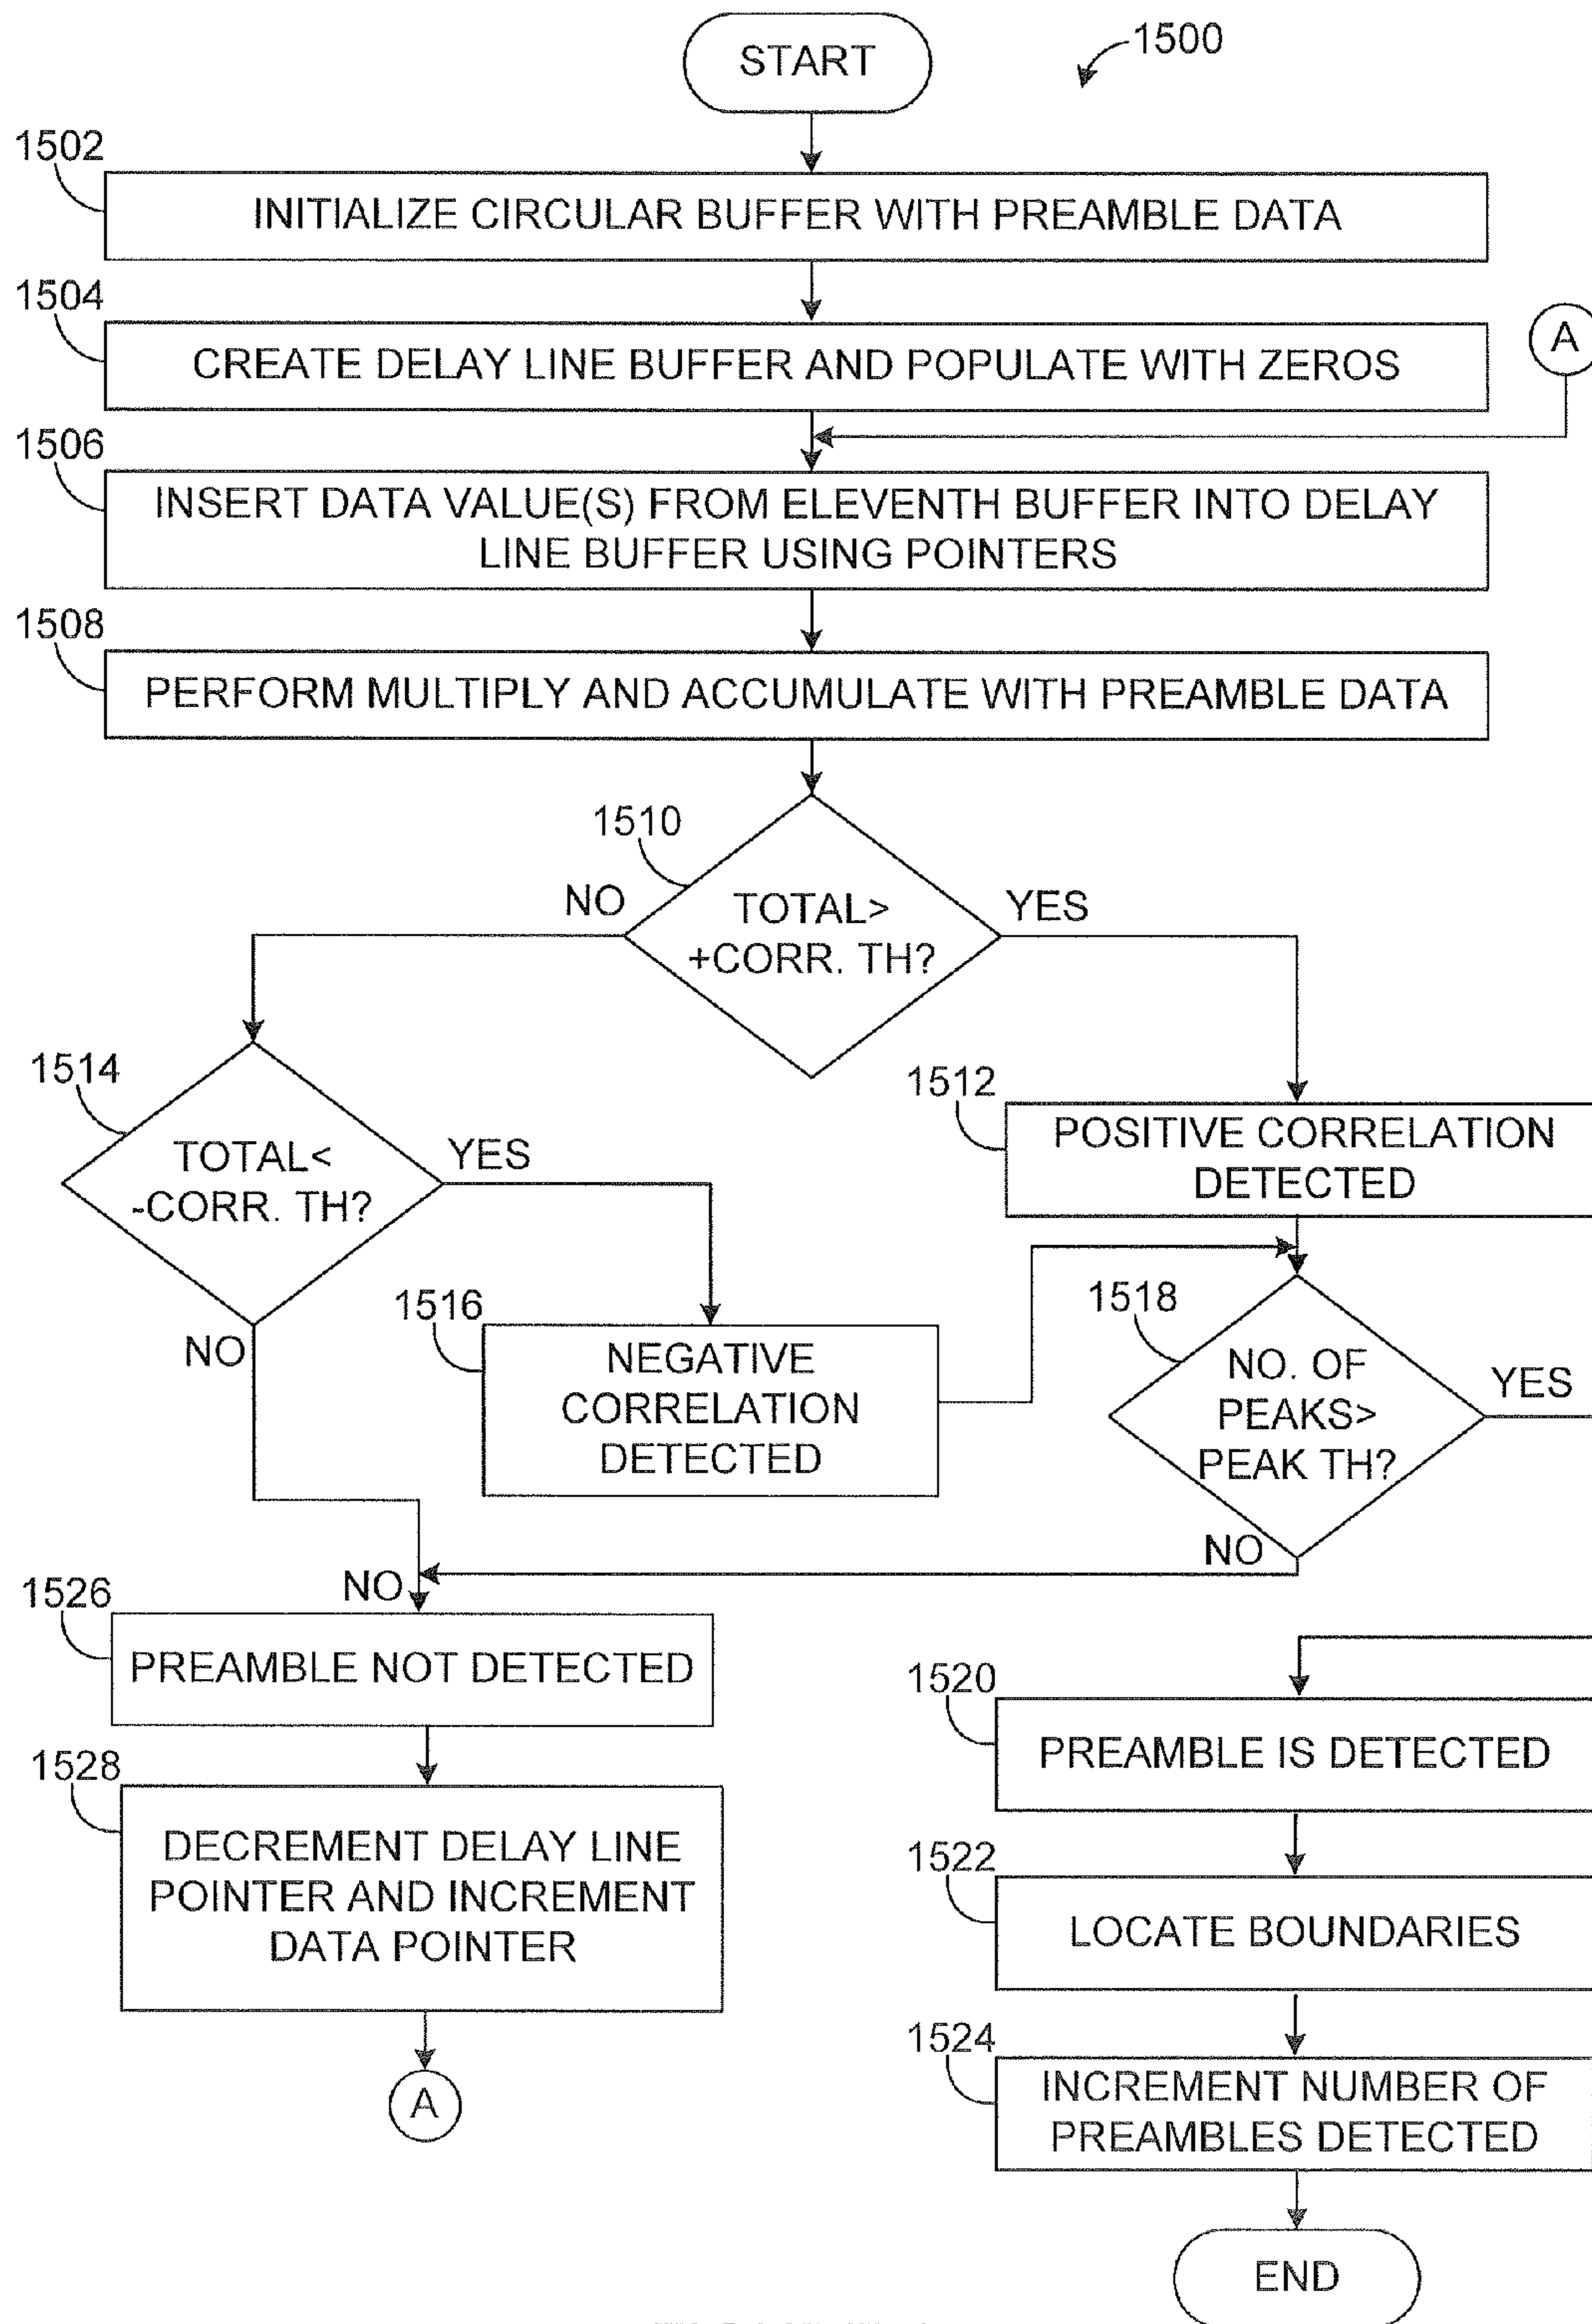 START
1500
1502
INITIALIZE CIRCULAR BUFFER WITH PREAMBLE DATA
1504
CREATE DELAY LINE BUFFER AND POPULATE WITH ZEROS
A
1506
INSERT DATA VALUE(S) FROM ELEVENTH BUFFER INTO DELAY
LINE BUFFER USING POINTERS
1508
PERFORM MULTIPLY AND ACCUMULATE WITH PREAMBLE DATA
1510
NO
TOTAL>
+CORR. TH?
YES
1514
TOTAL<
-CORR. TH?
YES
NO
1512
POSITIVE CORRELATION
DETECTED
1516
NEGATIVE
CORRELATION
DETECTED
1518
NO. OF
PEAKS>
PEAK TH?
YES
NO
NO
1526
PREAMBLE NOT DETECTED
1528
DECREMENT DELAY LINE
POINTER AND INCREMENT
DATA POINTER
A
1520
PREAMBLE IS DETECTED
1522
LOCATE BOUNDARIES
1524
INCREMENT NUMBER OF
PREAMBLES DETECTED
END